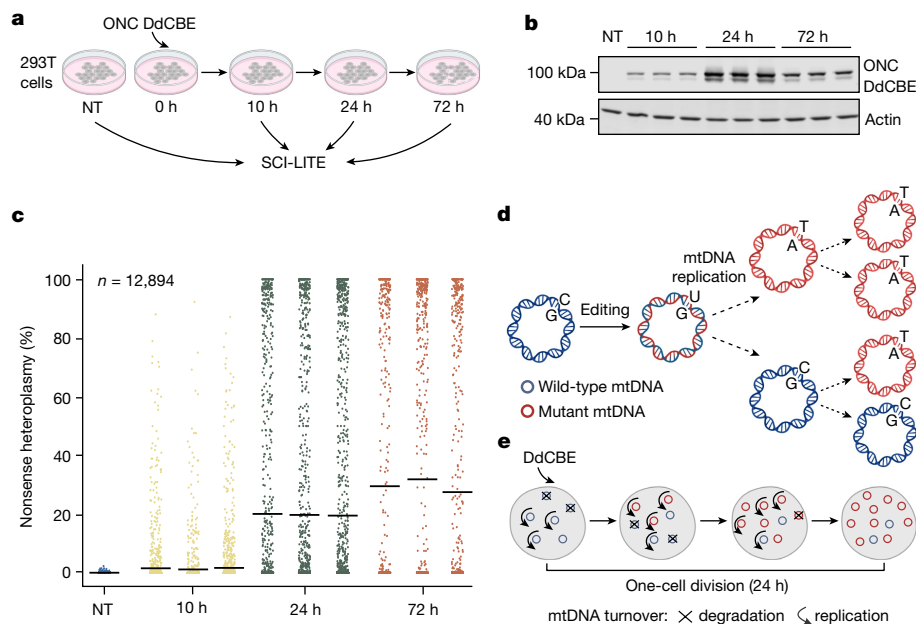 a
ONC DdCBE
293T
cells
NT
0 h
10 h
24 h
72 h
SCI-LITE
b
NT
10 h
24 h
72 h
100 kDa
ONC
DdCBE
40 kDa
Actin
c
Nonsense heteroplasmy (%)
100
80
60
40
20
0
n = 12,894
NT
10 h
24 h
72 h
d
C
G
Editing
U
G
mtDNA
replication
T
A
T
A
T
A
C
G
T
A
C
G
Wild-type mtDNA
Mutant mtDNA
e
DdCBE
One-cell division (24 h)
mtDNA turnover: degradation replication